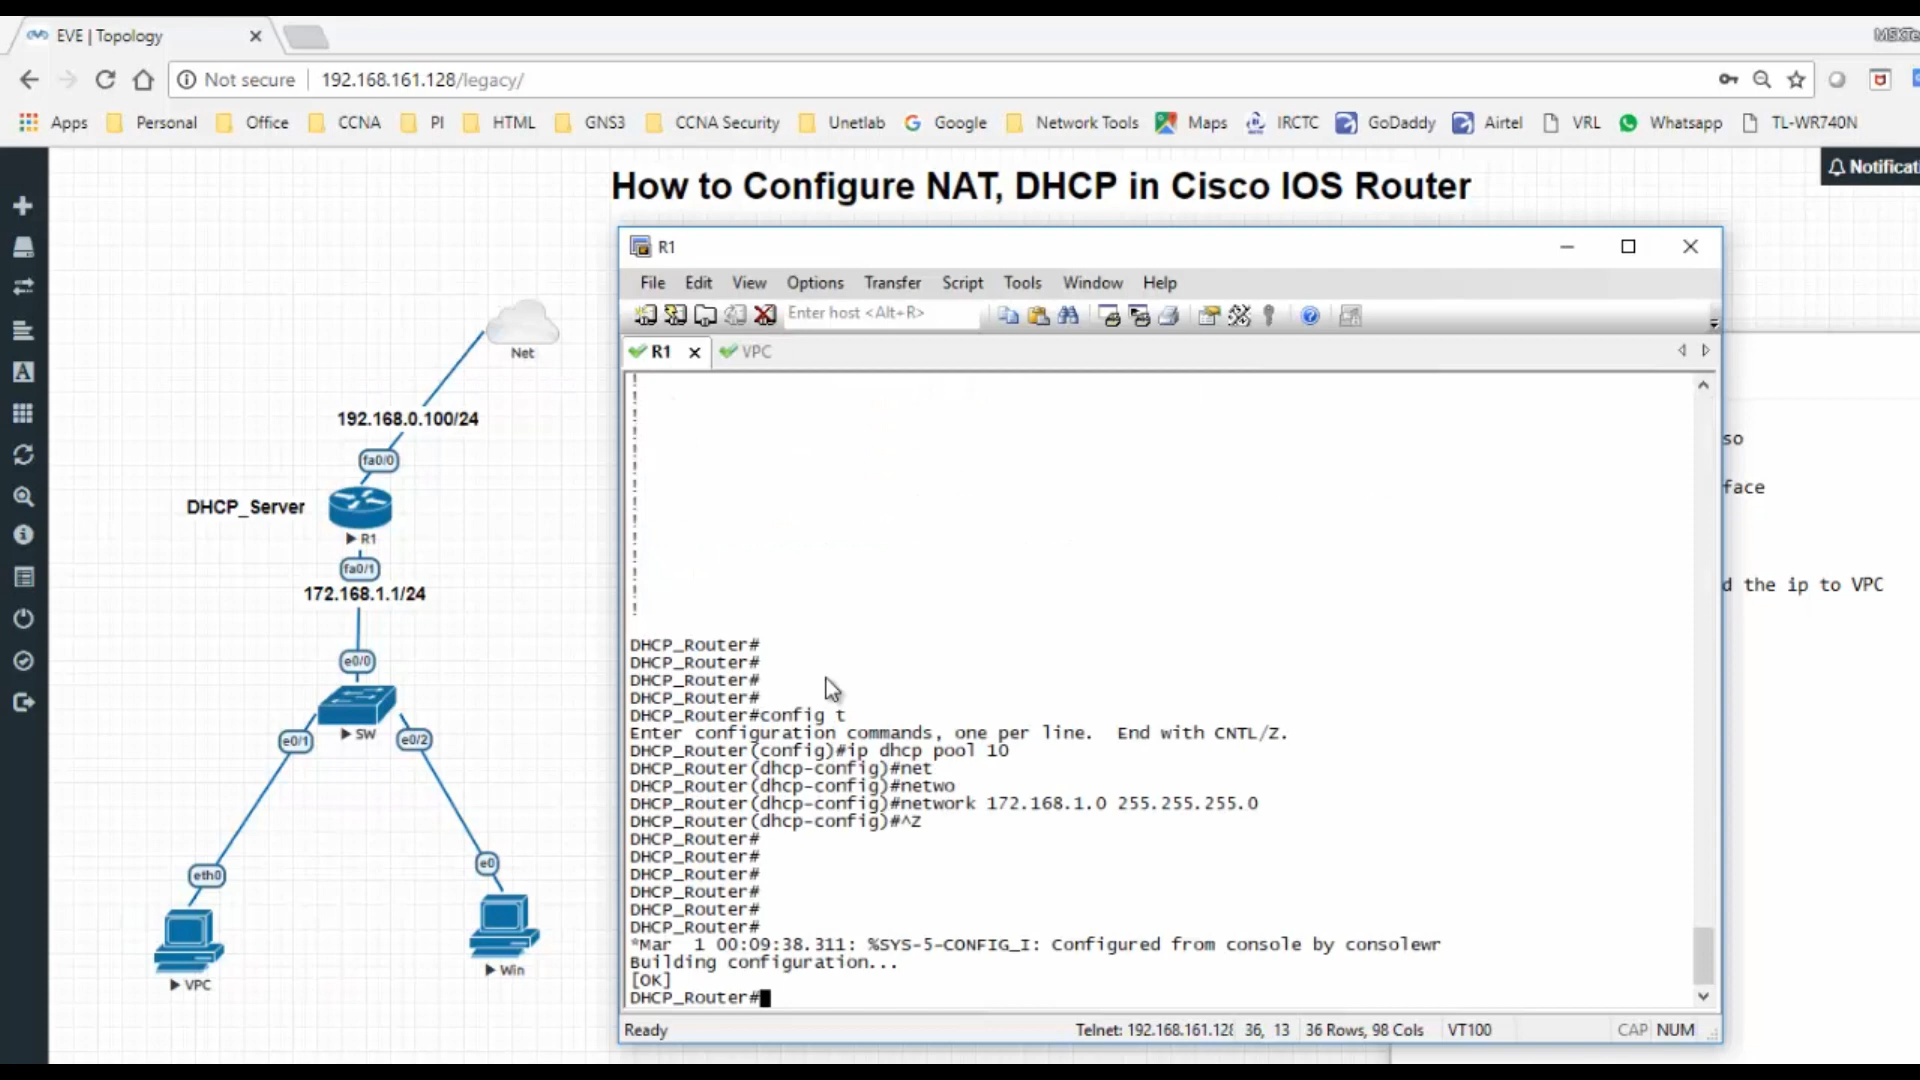 EVE | Topology
Not secure
192.168.161.128/legacy/
Apps Personal Office CCNA PI HTML GNS3 CCNA Security Unetlab Google Network Tools Maps IRCTC GoDaddy Airtel VRL Whatsapp TL-WR740N
How to Configure NAT, DHCP in Cisco IOS Router
Notificati
Net
192.168.0.100/24
fa0/0
DHCP_Server
R1
fa0/1
172.168.1.1/24
e0/0
SW
e0/1
e0/2
eth0
e0
VPC
Win
R1
File Edit View Options Transfer Script Tools Window Help
Enter host <Alt+R>
R1
VPC
!
!
!
!
!
!
!
!
!
!
!
!
!
!
DHCP_Router#
DHCP_Router#
DHCP_Router#
DHCP_Router#
DHCP_Router#config t
Enter configuration commands, one per line.  End with CNTL/Z.
DHCP_Router(config)#ip dhcp pool 10
DHCP_Router(dhcp-config)#net
DHCP_Router(dhcp-config)#netwo
DHCP_Router(dhcp-config)#network 172.168.1.0 255.255.255.0
DHCP_Router(dhcp-config)#^Z
DHCP_Router#
DHCP_Router#
DHCP_Router#
DHCP_Router#
DHCP_Router#
DHCP_Router#
*Mar  1 00:09:38.311: %SYS-5-CONFIG_I: Configured from console by consolewr
Building configuration...
[OK]
DHCP_Router#
Ready
Telnet: 192.168.161.128
36, 13
36 Rows, 98 Cols
VT100
CAP NUM
so
face
d the ip to VPC